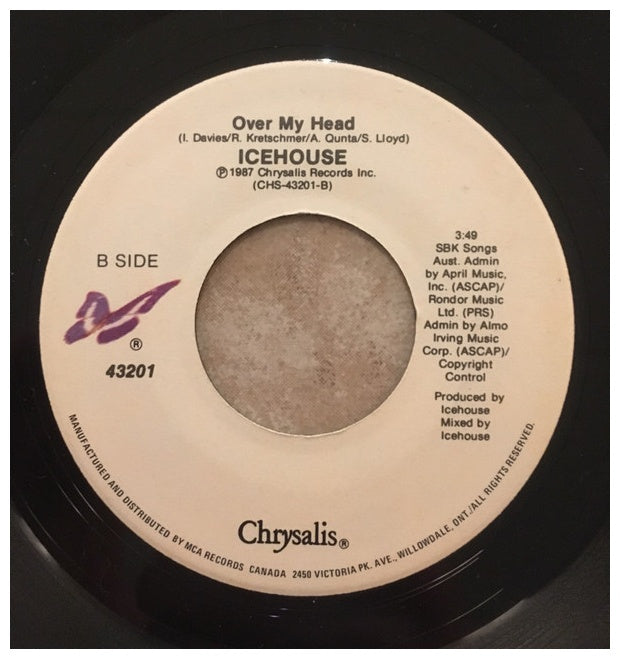 Over My Head
(I. Davies/R. Kretschmer/A. Qunta/S. Lloyd)
ICEHOUSE
℗1987 Chrysalis Records Inc.
(CHS-43201-B)
B SIDE
®
43201
3:49
SBK Songs
Aust. Admin
by April Music,
Inc. (ASCAP)/
Rondor Music
Ltd. (PRS)
Admin by Almo
Irving Music
Corp. (ASCAP)/
Copyright
Control
Produced by
Icehouse
Mixed by
Icehouse
Chrysalis®
MANUFACTURED AND DISTRIBUTED BY MCA RECORDS CANADA 2450 VICTORIA PK. AVE., WILLOWDALE, ONT./ALL RIGHTS RESERVED.